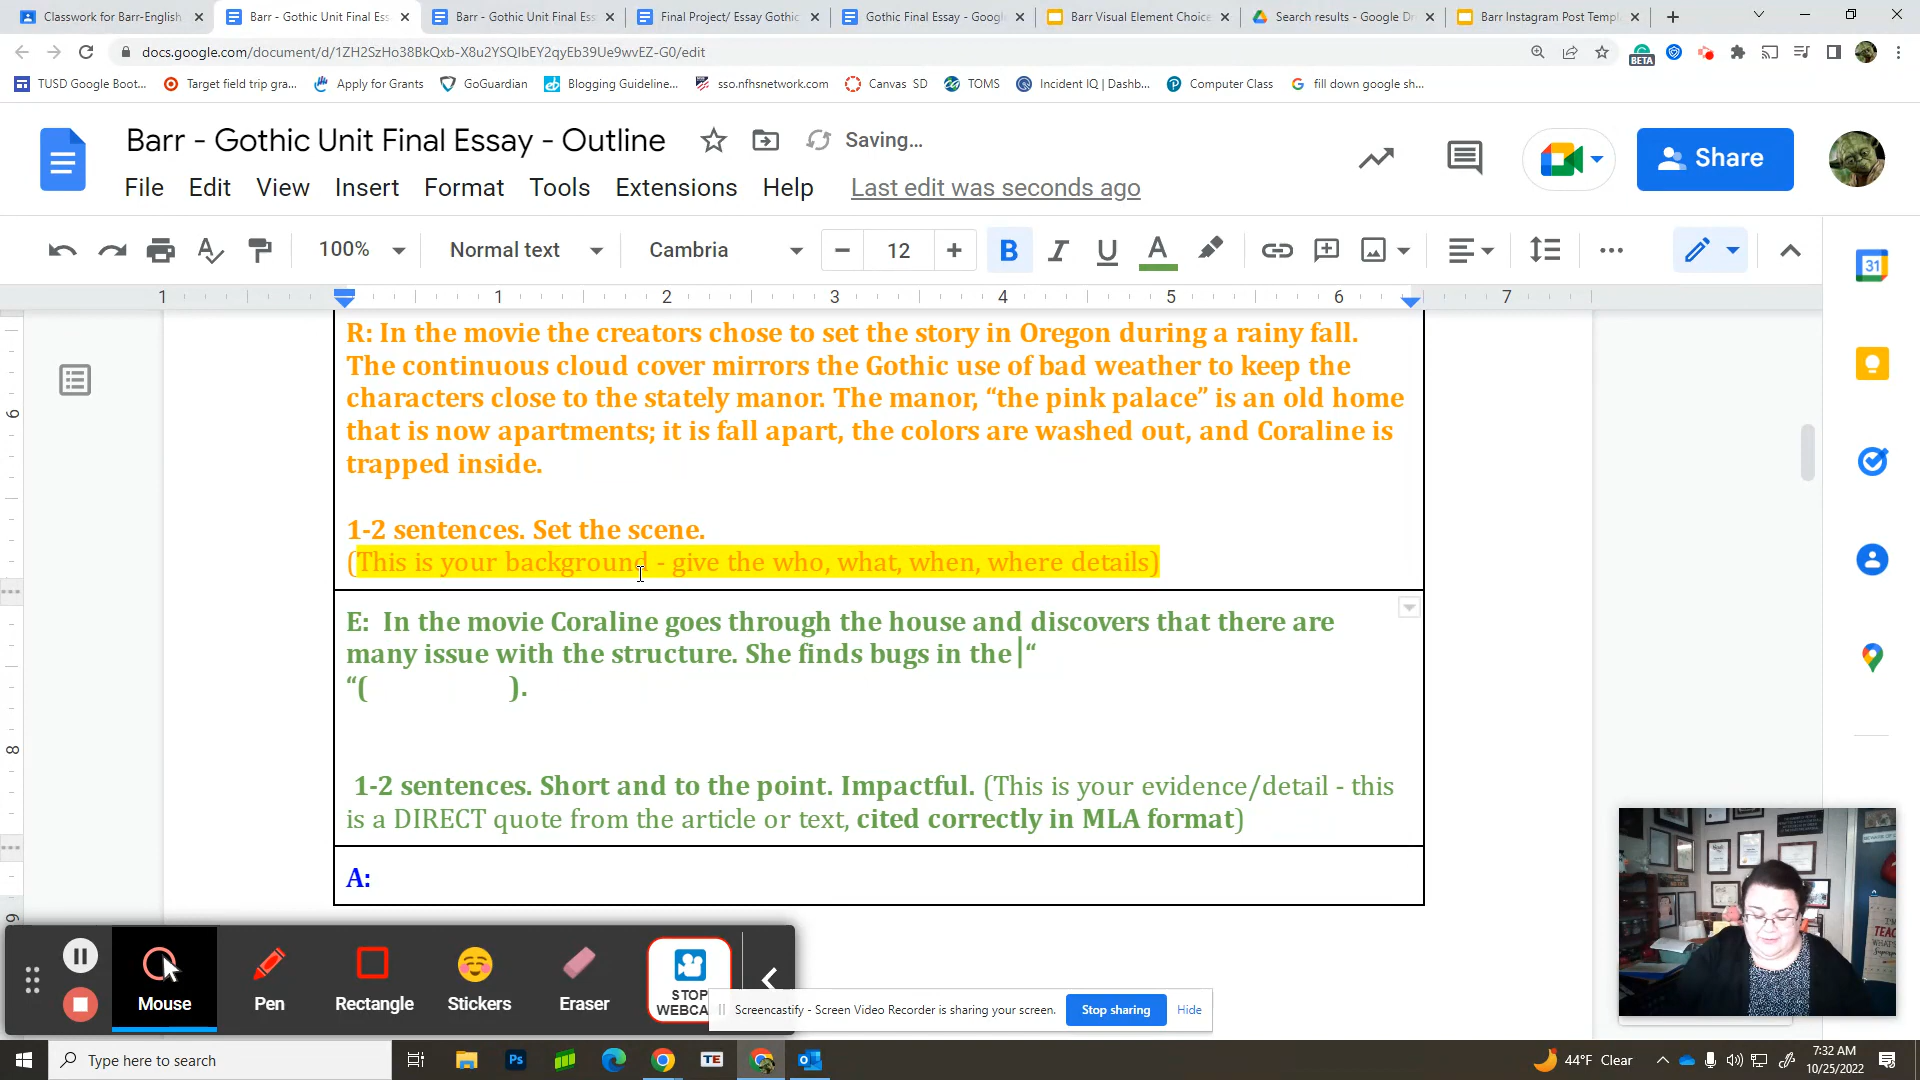 Classwork for Barr-English
Barr - Gothic Unit Final Ess
Barr - Gothic Unit Final Ess
Final Project/ Essay Gothic
Gothic Final Essay - Googl
Barr Visual Element Choice
Search results - Google Dr
Barr Instagram Post Templ
docs.google.com/document/d/1ZH2SzHo38BkQxb-X8u2YSQIbEY2qyEb39Ue9wvEZ-G0/edit
BETA
TUSD Google Boot...
Target field trip gra...
Apply for Grants
GoGuardian
Blogging Guideline...
sso.nfhsnetwork.com
Canvas SD
TOMS
Incident IQ | Dashb...
Computer Class
fill down google sh...
Barr - Gothic Unit Final Essay - Outline
Saving...
Share
File Edit View Insert Format Tools Extensions Help Last edit was seconds ago
100% Normal text Cambria 12 B I U A
31
1 1 2 3 4 5 6 7
R: In the movie the creators chose to set the story in Oregon during a rainy fall.
The continuous cloud cover mirrors the Gothic use of bad weather to keep the
characters close to the stately manor. The manor, “the pink palace” is an old home
that is now apartments; it is fall apart, the colors are washed out, and Coraline is
trapped inside.
1-2 sentences. Set the scene.
(This is your background - give the who, what, when, where details)
E:  In the movie Coraline goes through the house and discovers that there are
many issue with the structure. She finds bugs in the “
“( ).
1-2 sentences. Short and to the point. Impactful. (This is your evidence/detail - this
is a DIRECT quote from the article or text, cited correctly in MLA format)
A:
Mouse
Pen
Rectangle
Stickers
Eraser
STOP
WEBCA
Screencastify - Screen Video Recorder is sharing your screen.
Stop sharing
Hide
Type here to search
Ps
TE
44°F Clear
7:32 AM
10/25/2022